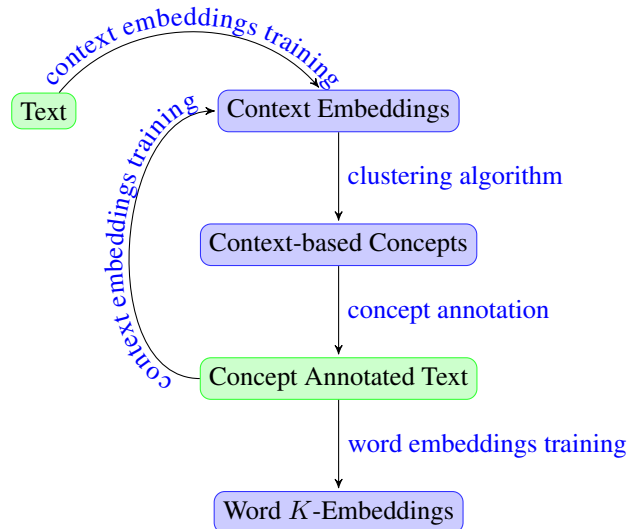 context embeddings training
Text
Context Embeddings
context embeddings training
clustering algorithm
Context-based Concepts
concept annotation
Concept Annotated Text
word embeddings training
Word K-Embeddings